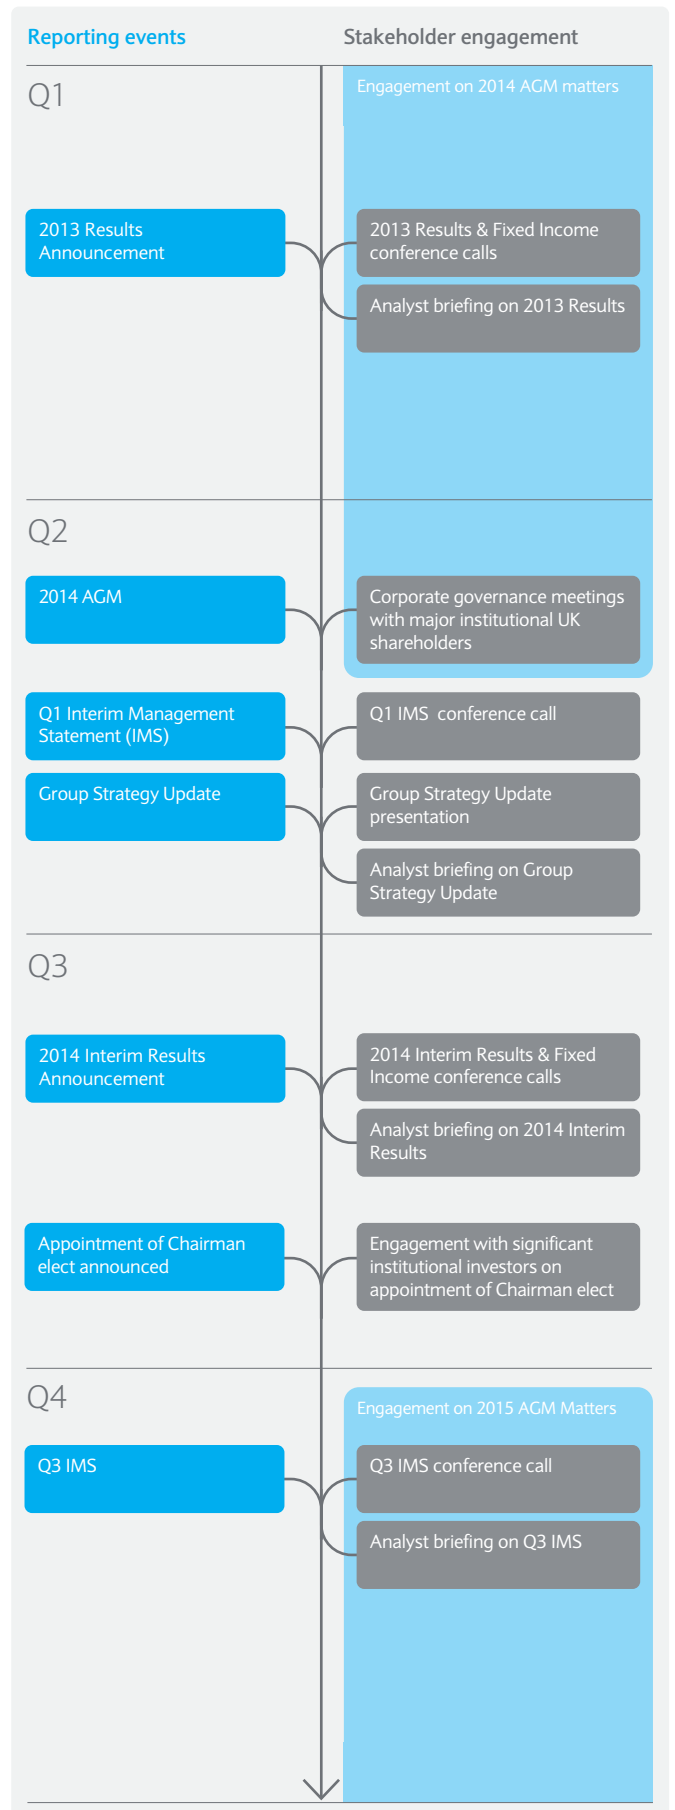 Reporting events
Stakeholder engagement
Q1
Engagement on 2014 AGM matters
2013 Results
Announcement
2013 Results & Fixed Income
conference calls
Analyst briefing on 2013 Results
Q2
2014 AGM
Corporate governance meetings
with major institutional UK
shareholders
Q1 Interim Management
Statement (IMS)
Q1 IMS conference call
Group Strategy Update
Group Strategy Update
presentation
Analyst briefing on Group
Strategy Update
Q3
2014 Interim Results
Announcement
2014 Interim Results & Fixed
Income conference calls
Analyst briefing on 2014 Interim
Results
Appointment of Chairman
elect announced
Engagement with significant
institutional investors on
appointment of Chairman elect
Q4
Engagement on 2015 AGM Matters
Q3 IMS
Q3 IMS conference call
Analyst briefing on Q3 IMS